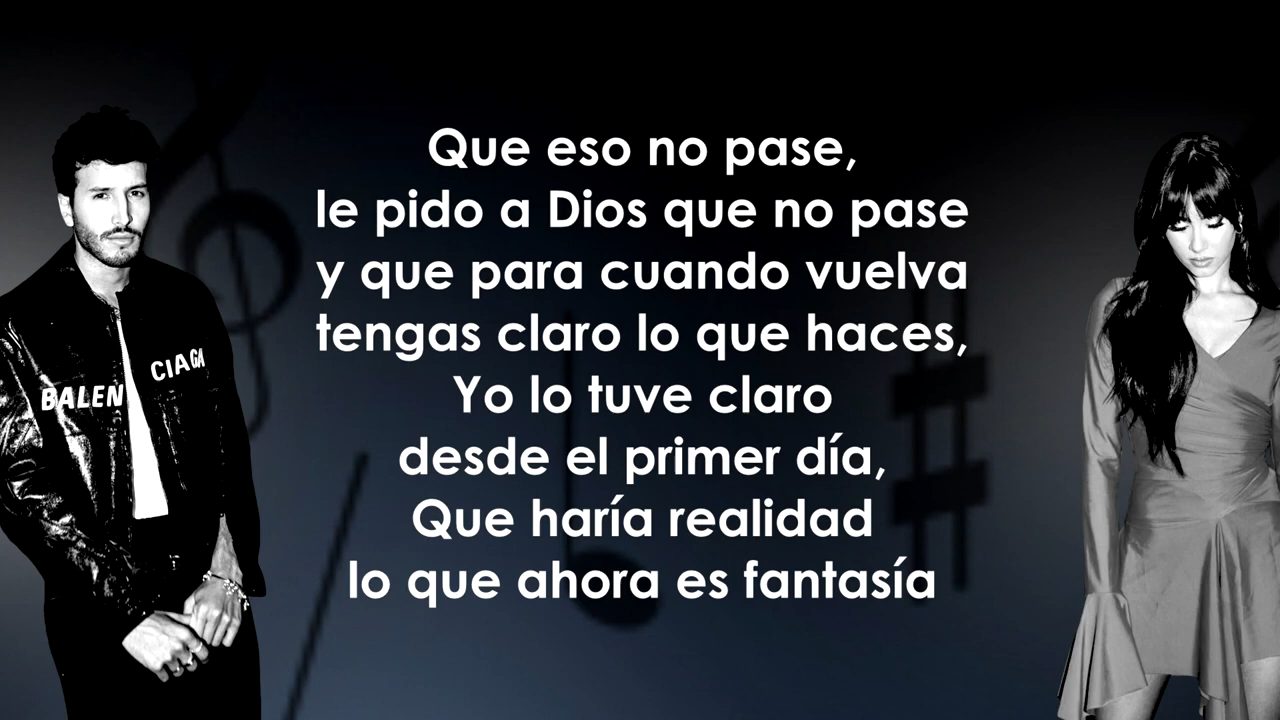 Que eso no pase,
le pido a Dios que no pase
y que para cuando vuelva
tengas claro lo que haces,
Yo lo tuve claro
desde el primer día,
Que haría realidad
lo que ahora es fantasía
BALEN CIAGA